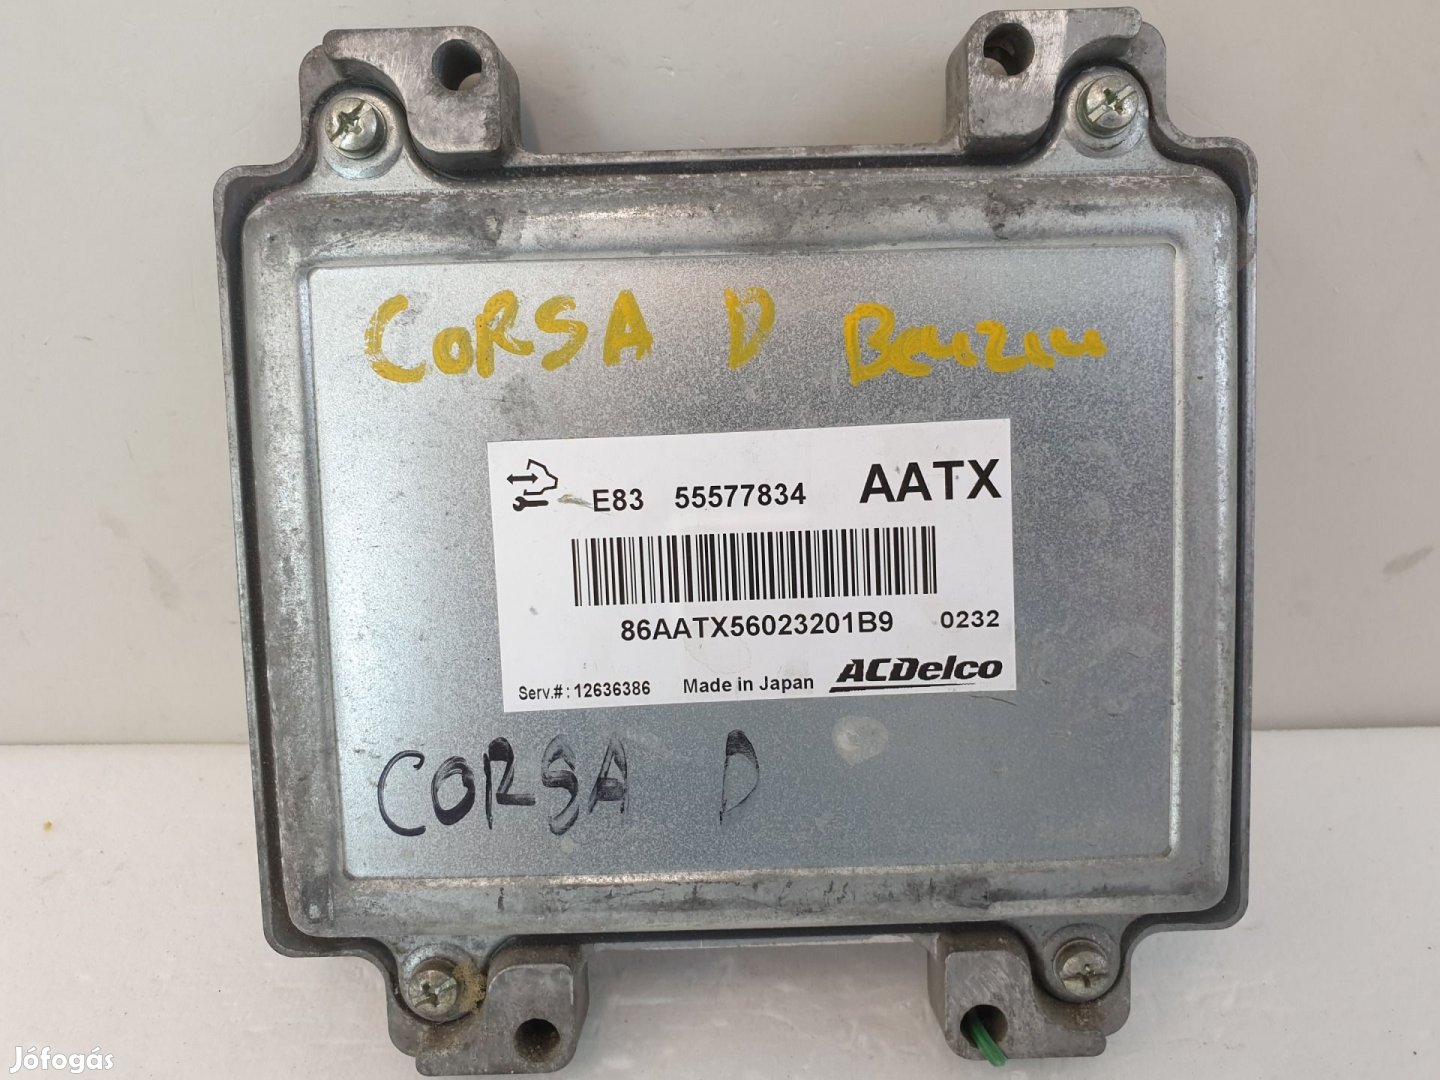 CORSA D Benzin
E83 55577834 AATX
86AATX56023201B9 0232
Serv.#: 12636386 Made in Japan ACDelco
CORSA D
Jófogás